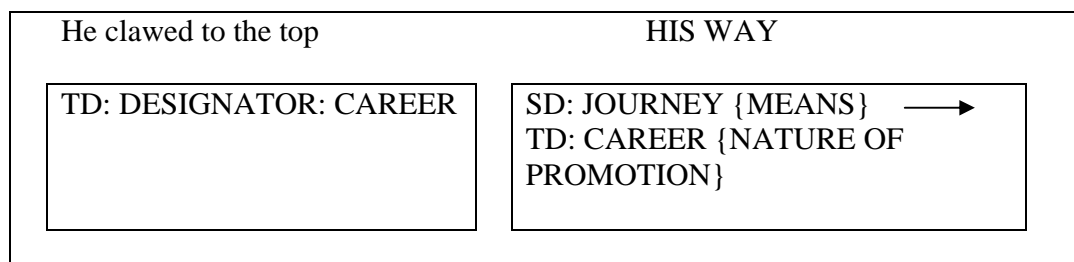 He clawed to the top HIS WAY
TD: DESIGNATOR: CAREER
SD: JOURNEY {MEANS}
TD: CAREER {NATURE OF
PROMOTION}